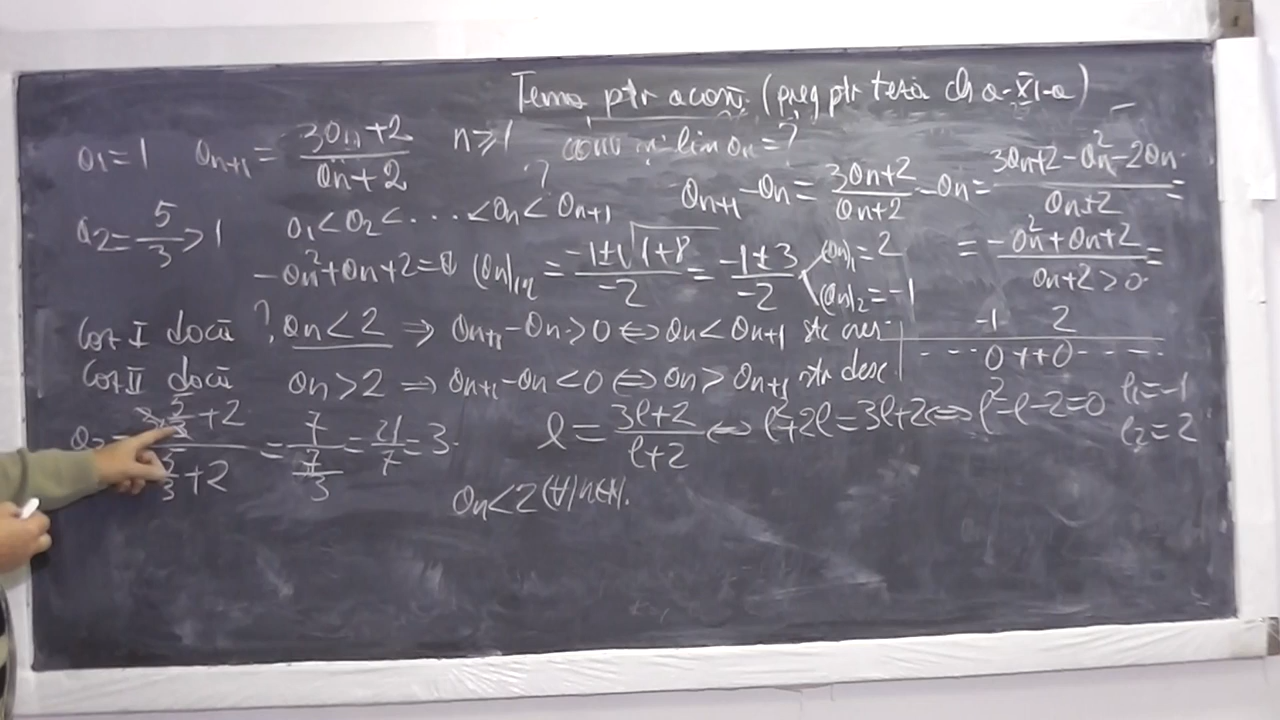 Temă ptr acasă (preg ptr teză cls a-XI-a)
a₁=1 aₙ₊₁ = (3aₙ+2)/(aₙ+2) n≥1 lim aₙ=?
aₙ₊₁ - aₙ = (3aₙ+2)/(aₙ+2) - aₙ = (3aₙ+2-aₙ²-2aₙ)/(aₙ+2) =
a₂ = 5/3 > 1 a₁<a₂<....<aₙ<aₙ₊₁ ?
= (-aₙ²+aₙ+2)/(aₙ+2>0) =
-aₙ²+aₙ+2=0 (aₙ)₁,₂ = (-1±√(1+8))/(-2) = (-1±3)/(-2) (aₙ)₁=2 (aₙ)₂=-1
-1 2
---0++0-----
Caz I dacă ? aₙ<2 ⇒ aₙ₊₁-aₙ>0 ⇔ aₙ<aₙ₊₁ str cresc
Caz II dacă aₙ>2 ⇒ aₙ₊₁-aₙ<0 ⇔ aₙ>aₙ₊₁ str desc
+2)/(5/3+2) = 7/(7/3) = 21/7 = 3
l = (3l+2)/(l+2) ⇔ l²+2l=3l+2 ⇔ l²-l-2=0 l₁=-1 l₂=2
aₙ<2 (∀) n∈ℕ.